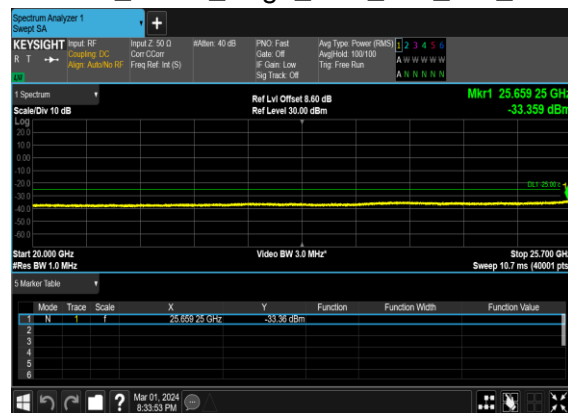 Spectrum Analyzer 1
Swept SA
+
KEYSIGHT Input: RF Input Z: 50 Ω #Atten: 40 dB PNO: Fast Avg Type: Power (RMS) 1 2 3 4 5 6
R T Coupling: DC Corr CCorr Gate: Off Avg|Hold: 100/100 A W W W W W
Align: Auto/No RF Freq Ref: Int (S) IF Gain: Low Trig: Free Run
Sig Track: Off A N N N N N
1 Spectrum
Ref Lvl Offset 8.60 dB Mkr1 25.659 25 GHz
Scale/Div 10 dB Ref Level 30.00 dBm -33.359 dBm
Log
20.0
10.0
0.00
-10.0
-20.0
DL1 -25.00
-30.0
-40.0
-50.0
-60.0
Start 20.000 GHz Video BW 3.0 MHz* Stop 25.700 GHz
#Res BW 1.0 MHz Sweep 10.7 ms (40001 pts)
5 Marker Table
Mode Trace Scale X Y Function Function Width Function Value
1 N 1 f 25.659 25 GHz -33.36 dBm
2
3
4
5
6
? Mar 01, 2024
8:33:53 PM